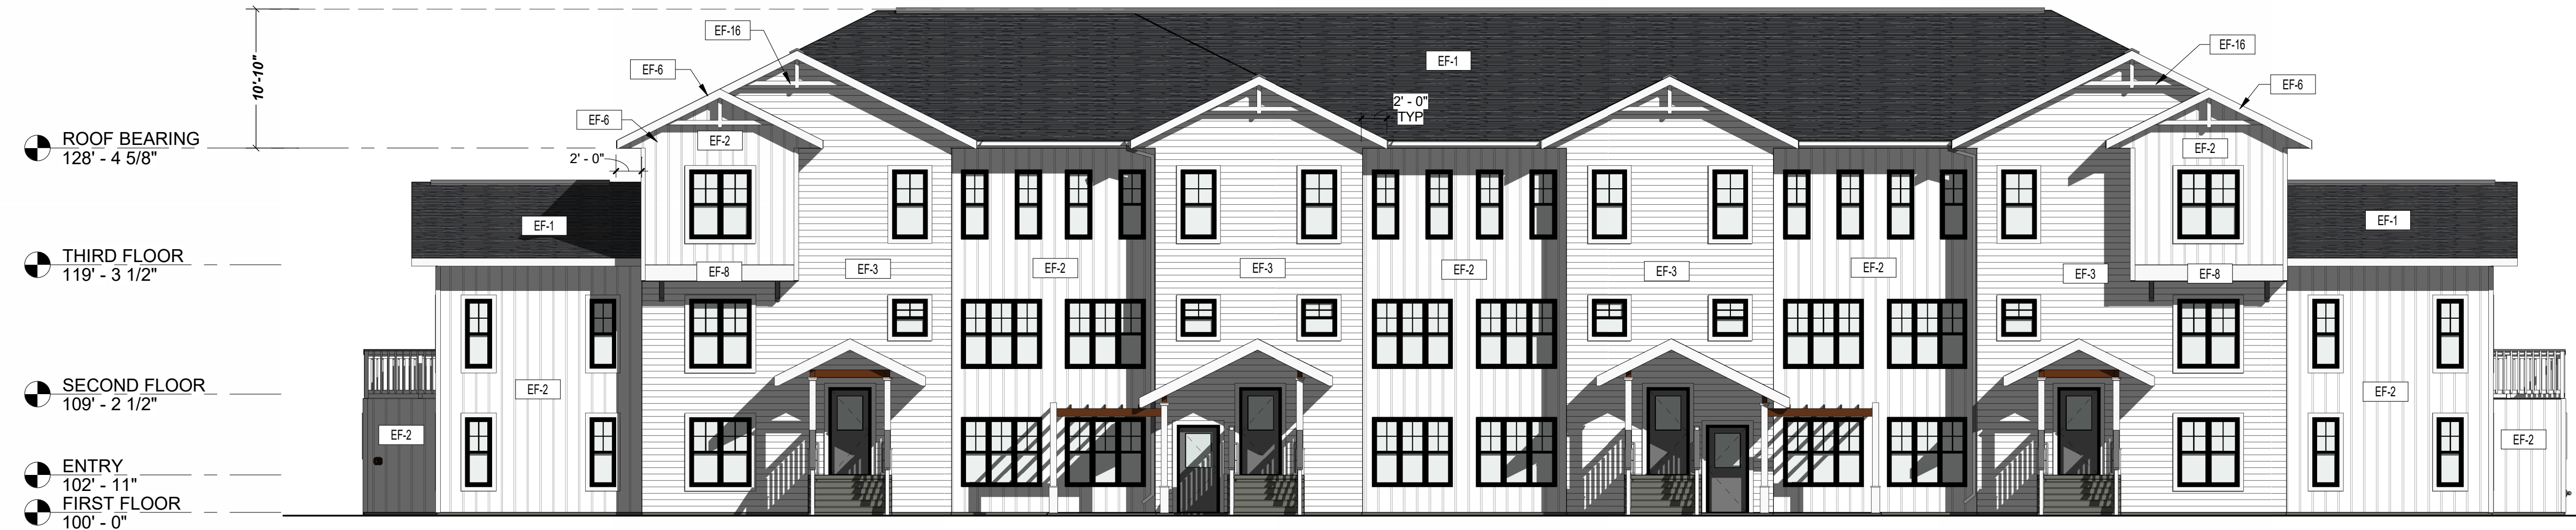 10'-10"
ROOF BEARING
128' - 4 5/8"
THIRD FLOOR
119' - 3 1/2"
SECOND FLOOR
109' - 2 1/2"
ENTRY
102' - 11"
FIRST FLOOR
100' - 0"
EF-16
EF-6
EF-6
EF-2
2' - 0"
EF-1
EF-8
EF-3
EF-2
EF-2
EF-2
EF-1
2' - 0"
TYP
EF-3
EF-2
EF-3
EF-2
EF-16
EF-6
EF-2
EF-3
EF-8
EF-1
EF-2
EF-2